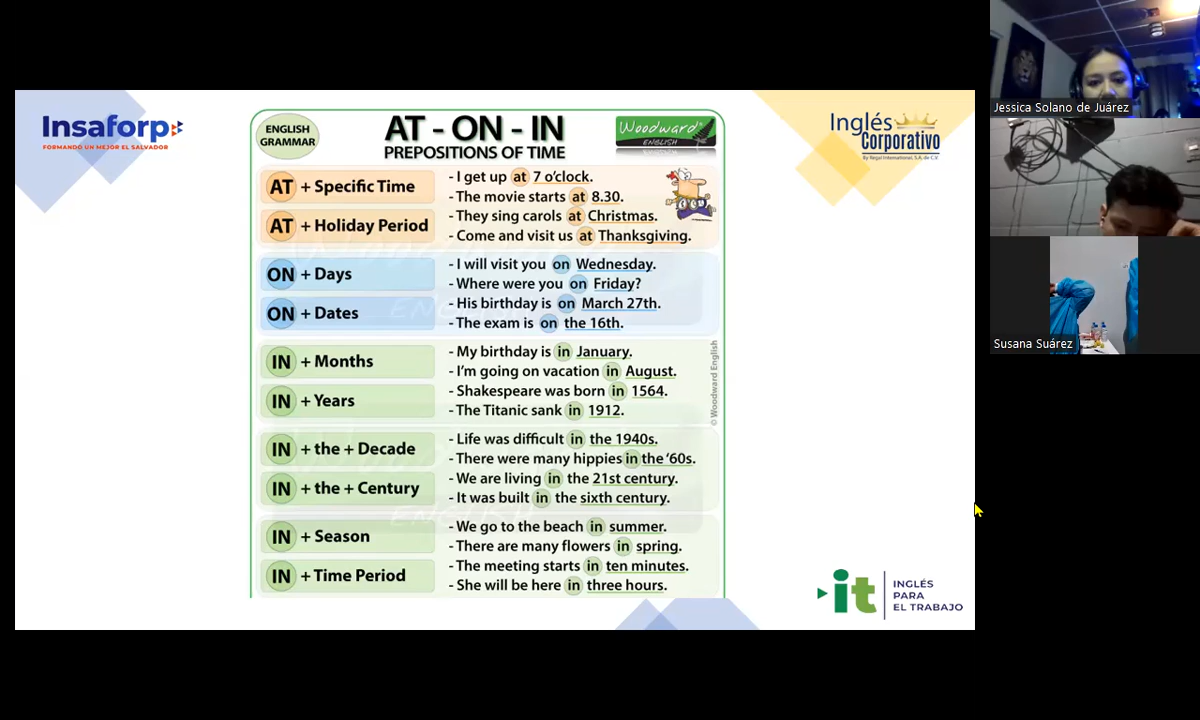 Insaforp
FORMANDO UN MEJOR EL SALVADOR
ENGLISH
GRAMMAR
AT - ON - IN
PREPOSITIONS OF TIME
Woodward
ENGLISH
Inglés
Corporativo
By Regal International, S.A. de C.V.
AT + Specific Time
- I get up at 7 o'clock.
- The movie starts at 8.30.
AT + Holiday Period
- They sing carols at Christmas.
- Come and visit us at Thanksgiving.
ON + Days
- I will visit you on Wednesday.
- Where were you on Friday?
ON + Dates
- His birthday is on March 27th.
- The exam is on the 16th.
IN + Months
- My birthday is in January.
- I'm going on vacation in August.
IN + Years
- Shakespeare was born in 1564.
- The Titanic sank in 1912.
© Woodward English
IN + the + Decade
- Life was difficult in the 1940s.
- There were many hippies in the '60s.
IN + the + Century
- We are living in the 21st century.
- It was built in the sixth century.
IN + Season
- We go to the beach in summer.
- There are many flowers in spring.
IN + Time Period
- The meeting starts in ten minutes.
- She will be here in three hours.
it
INGLÉS
PARA
EL TRABAJO
Jessica Solano de Juárez
Susana Suárez